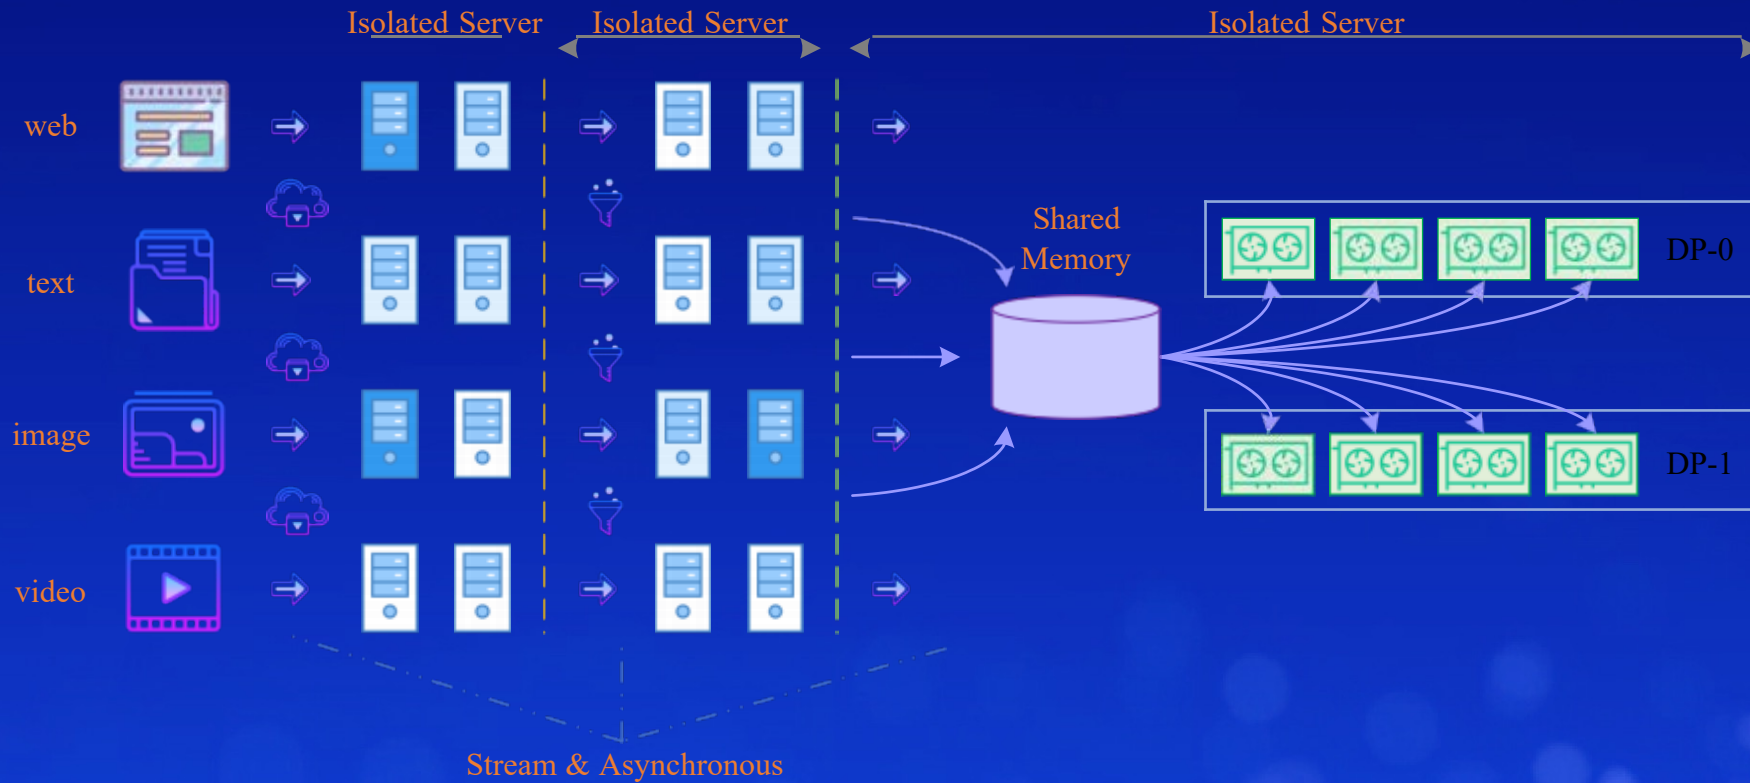 Isolated Server
Isolated Server
Isolated Server
web
text
image
video
Shared
Memory
DP-0
DP-1
Stream & Asynchronous